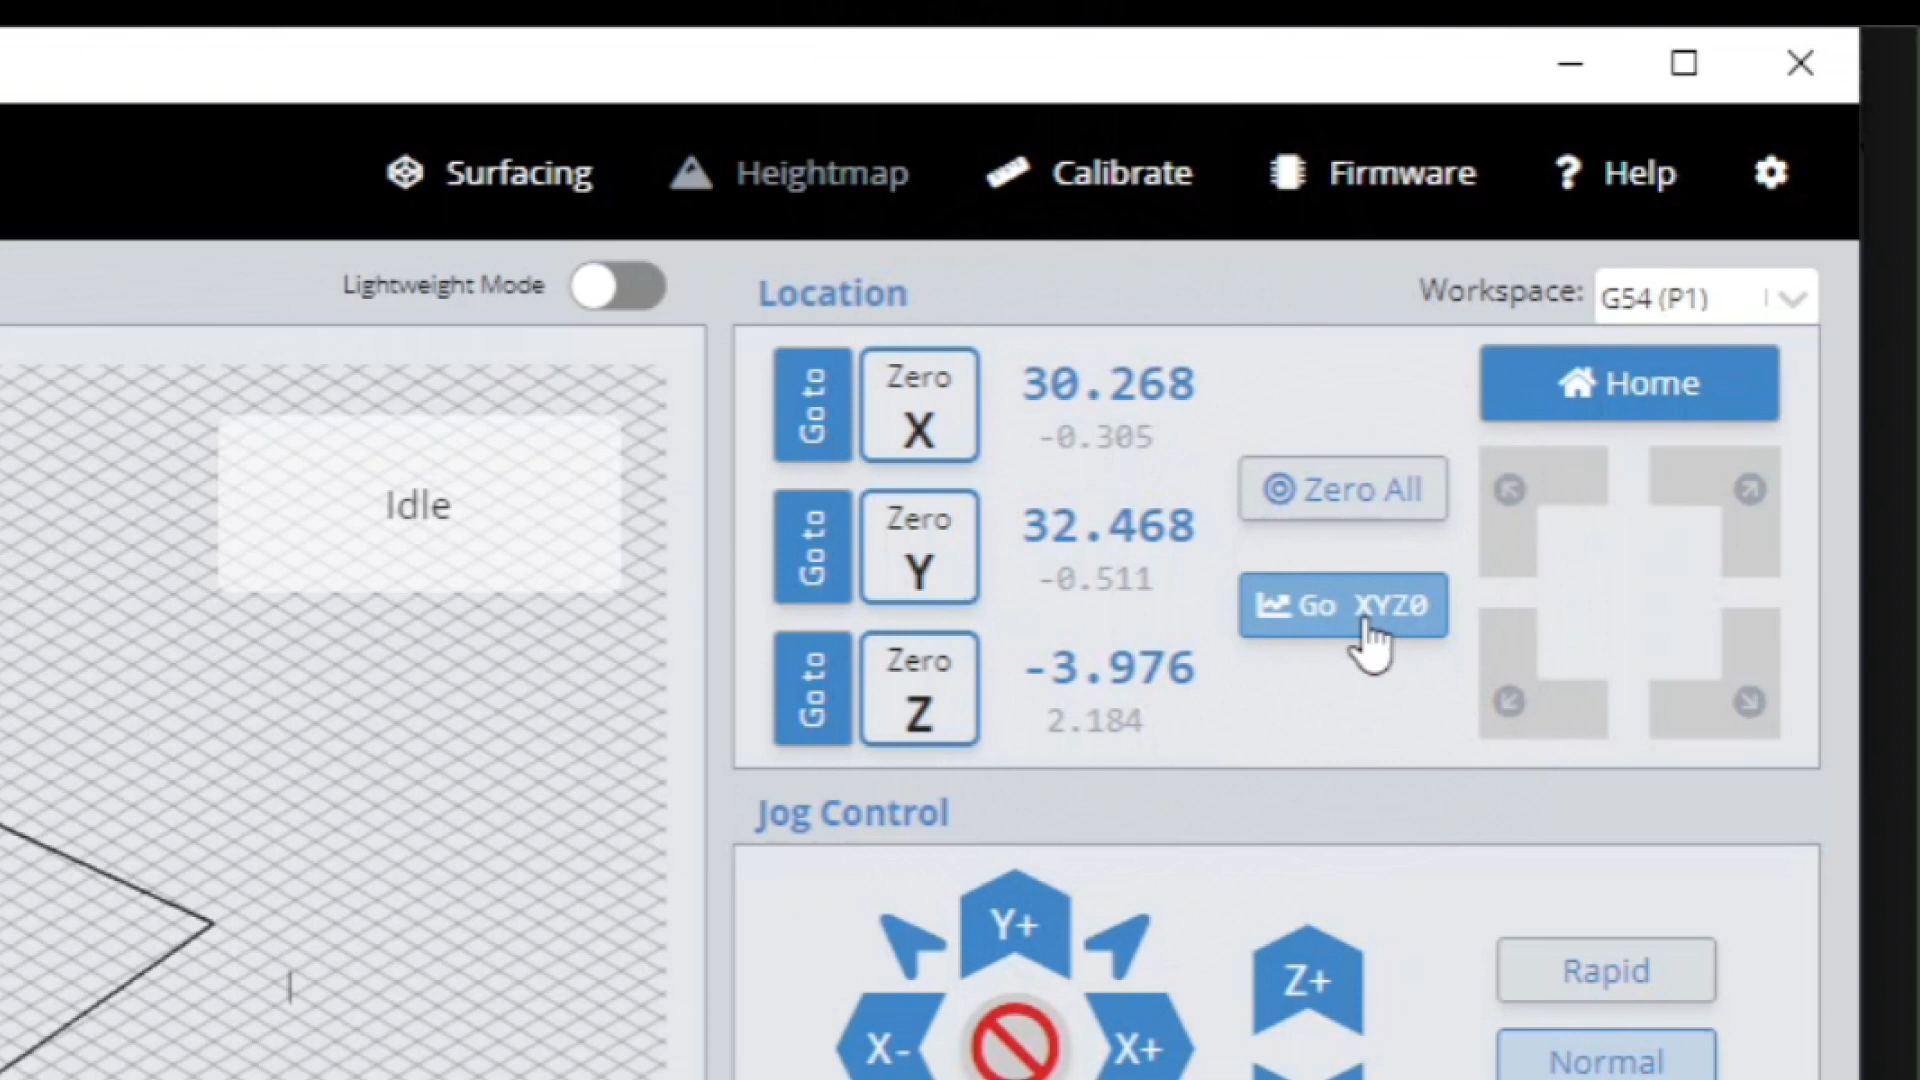 Surfacing Heightmap Calibrate Firmware ? Help
Lightweight Mode
Location
Workspace: G54 (P1)
Idle
Go to
Zero
X
30.268
-0.305
Home
Zero All
Go to
Zero
Y
32.468
-0.511
Go XYZ0
Go to
Zero
Z
-3.976
2.184
Jog Control
Y+
Z+
Rapid
X-
X+
Normal